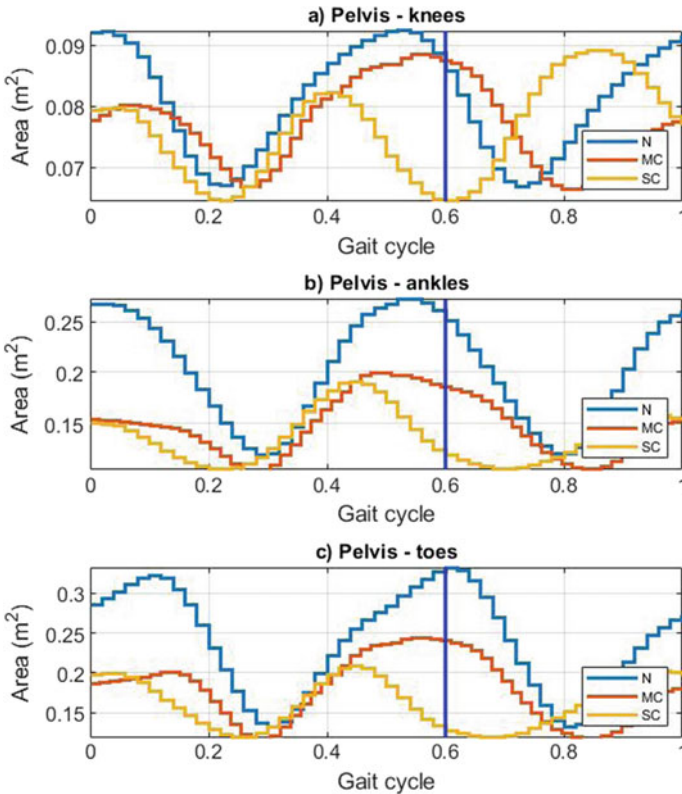 a) Pelvis - knees
0.09
0.08
0.07
Area (m²)
N
MC
SC
0 0.2 0.4 0.6 0.8 1
Gait cycle
b) Pelvis - ankles
0.25
0.2
0.15
Area (m²)
N
MC
SC
0 0.2 0.4 0.6 0.8 1
Gait cycle
c) Pelvis - toes
0.3
0.25
0.2
0.15
Area (m²)
N
MC
SC
0 0.2 0.4 0.6 0.8 1
Gait cycle